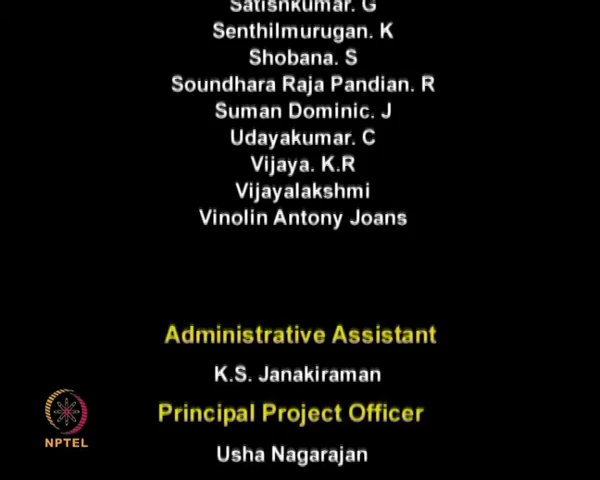 Satishkumar. G
Senthilmurugan. K
Shobana. S
Soundhara Raja Pandian. R
Suman Dominic. J
Udayakumar. C
Vijaya. K.R
Vijayalakshmi
Vinolin Antony Joans
Administrative Assistant
K.S. Janakiraman
Principal Project Officer
Usha Nagarajan
NPTEL